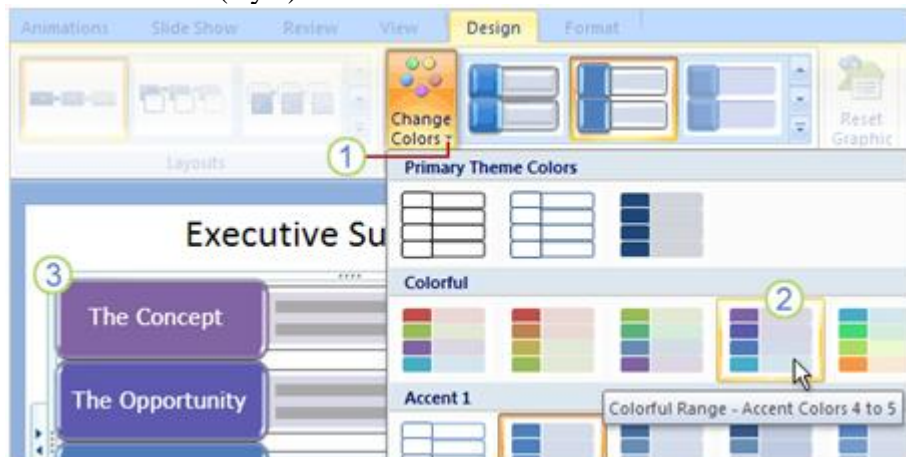 Animations Slide Show Review View Design Format
Change
Colors
Reset
Graphic
Layouts
1
Primary Theme Colors
Executive Su
Colorful
3
2
The Concept
The Opportunity
Accent 1
Colorful Range - Accent Colors 4 to 5